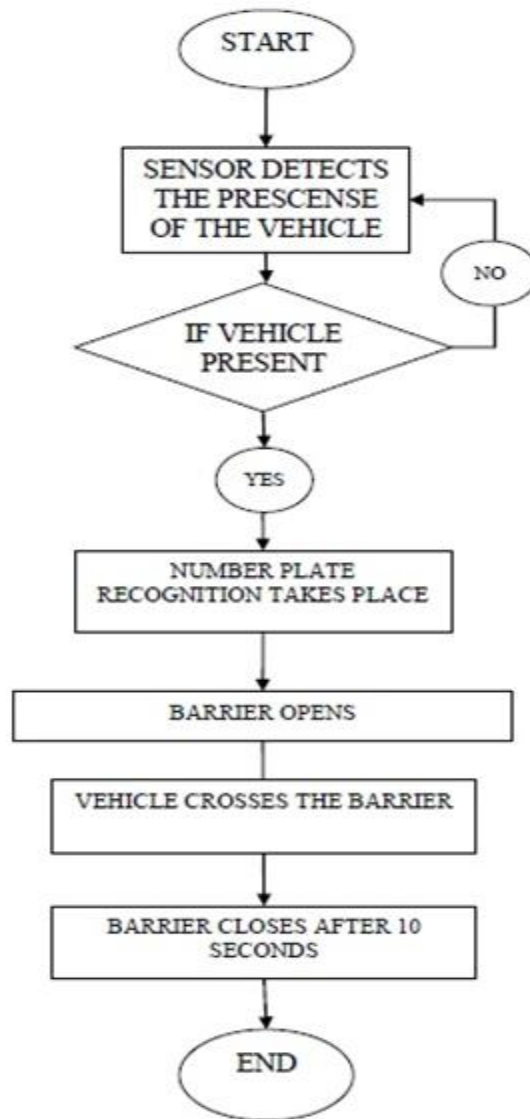 START
SENSOR DETECTS
THE PRESCENSE
OF THE VEHICLE
NO
IF VEHICLE
PRESENT
YES
NUMBER PLATE
RECOGNITION TAKES PLACE
BARRIER OPENS
VEHICLE CROSSES THE BARRIER
BARRIER CLOSES AFTER 10
SECONDS
END